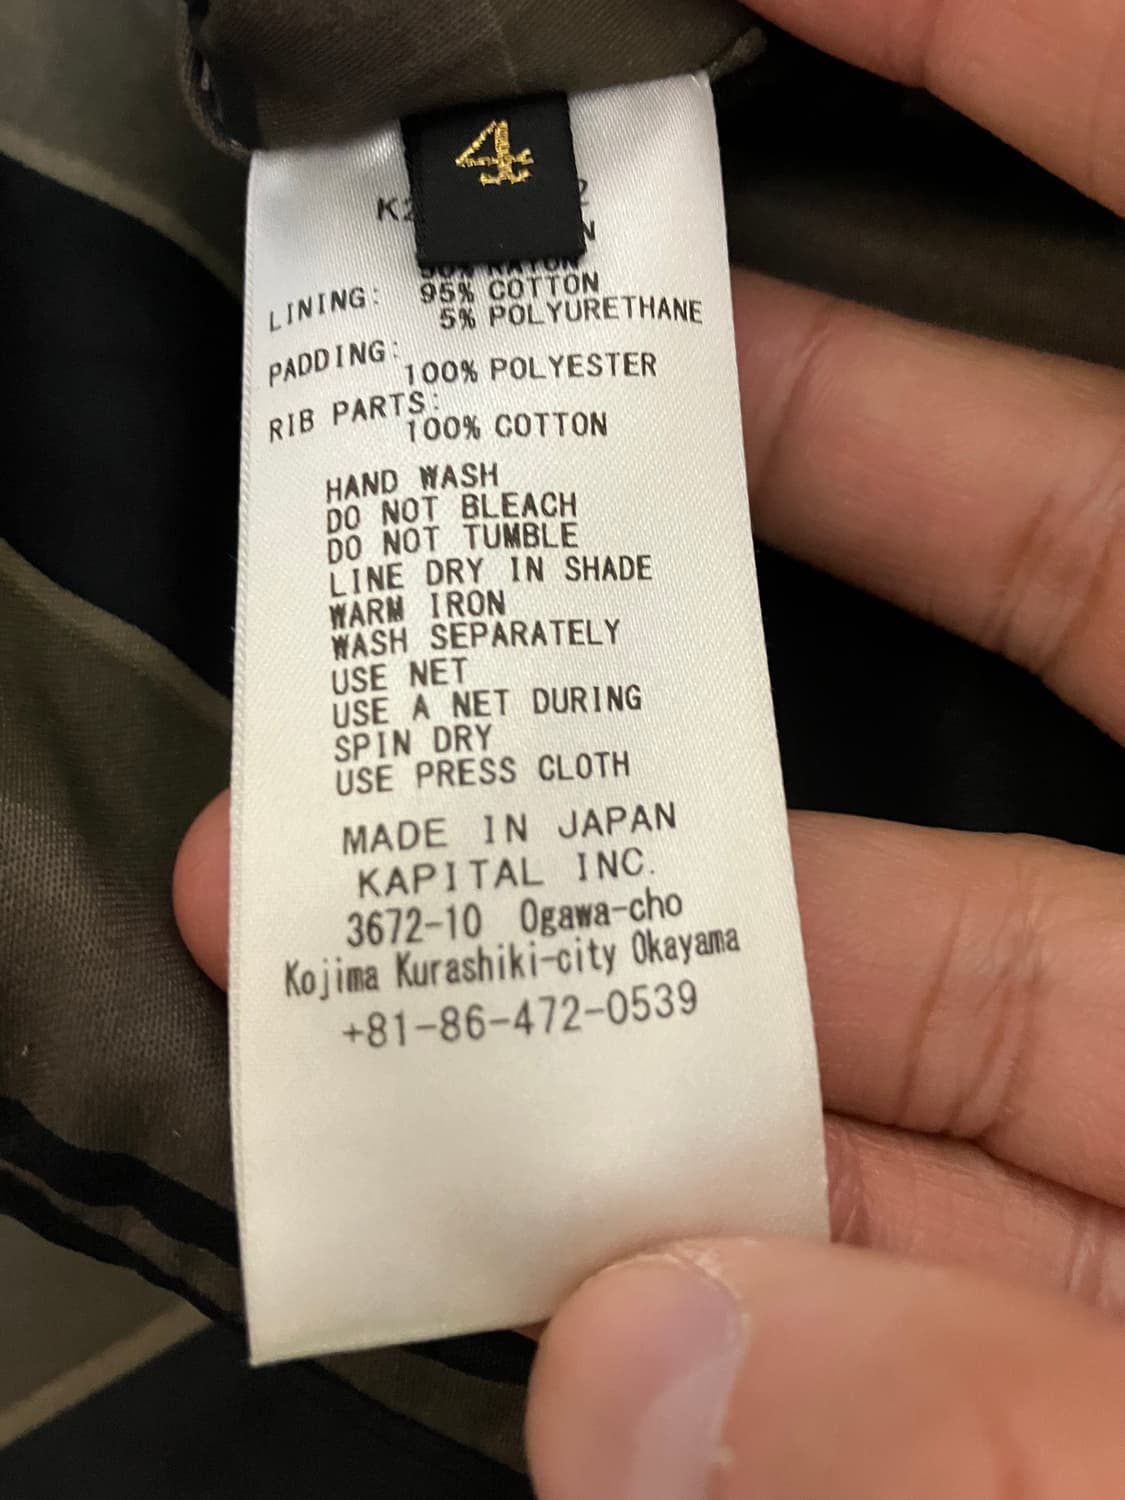 4
LINING: 95% COTTON
5% POLYURETHANE
PADDING: 100% POLYESTER
RIB PARTS: 100% COTTON
HAND WASH
DO NOT BLEACH
DO NOT TUMBLE
LINE DRY IN SHADE
WARM IRON
WASH SEPARATELY
USE NET
USE A NET DURING
SPIN DRY
USE PRESS CLOTH
MADE IN JAPAN
KAPITAL INC.
3672-10 Ogawa-cho
Kojima Kurashiki-city Okayama
+81-86-472-0539